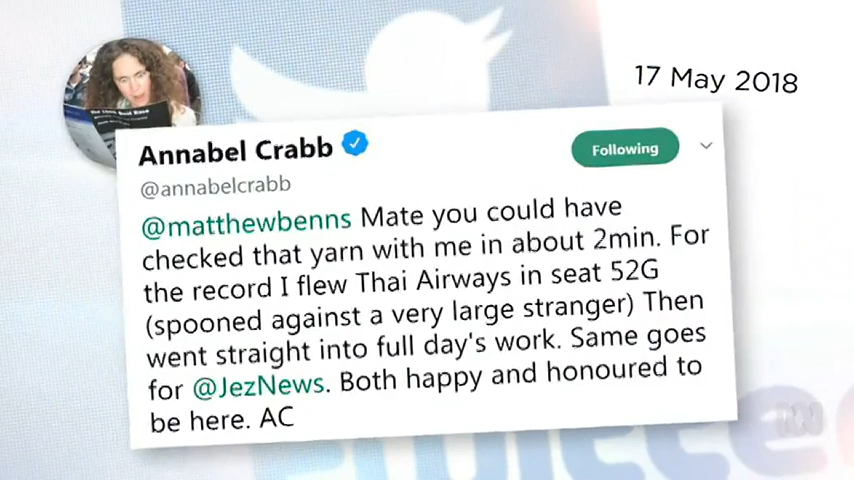 17 May 2018
Annabel Crabb
Following
@annabelcrabb
@matthewbenns Mate you could have
checked that yarn with me in about 2min. For
the record I flew Thai Airways in seat 52G
(spooned against a very large stranger) Then
went straight into full day's work. Same goes
for @JezNews. Both happy and honoured to
be here. AC